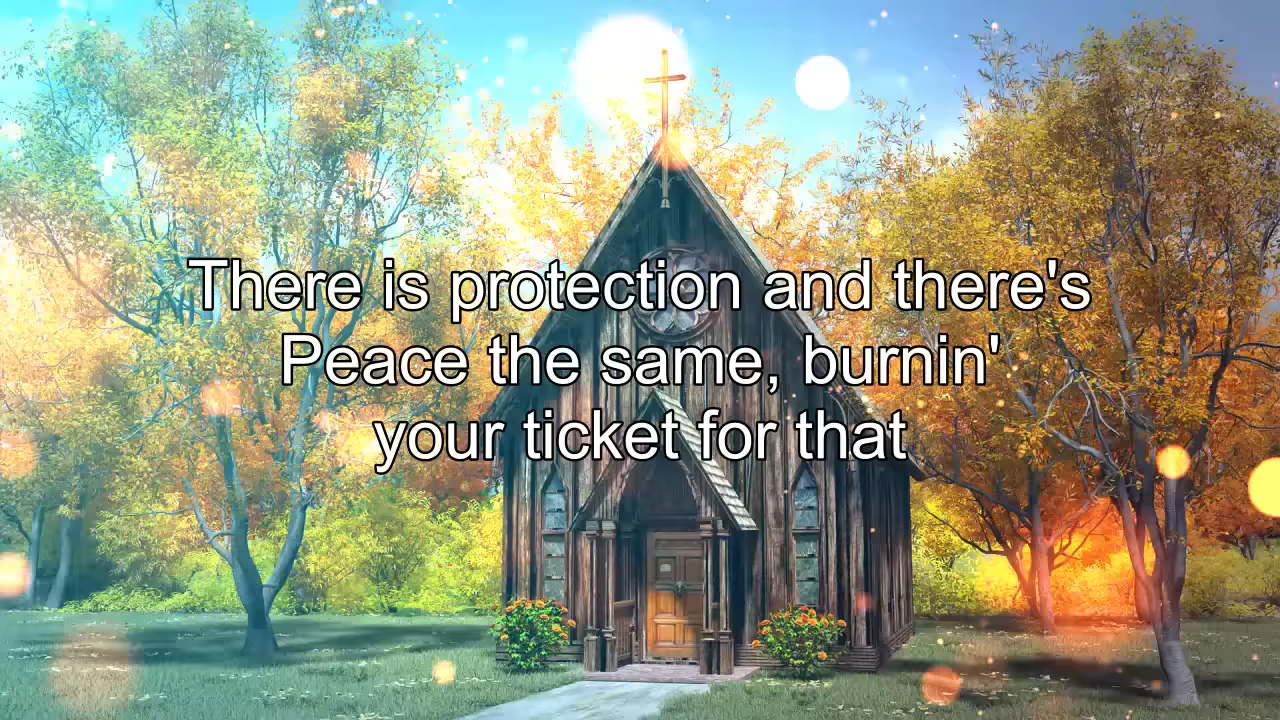 There is protection and there's
Peace the same, burnin'
your ticket for that